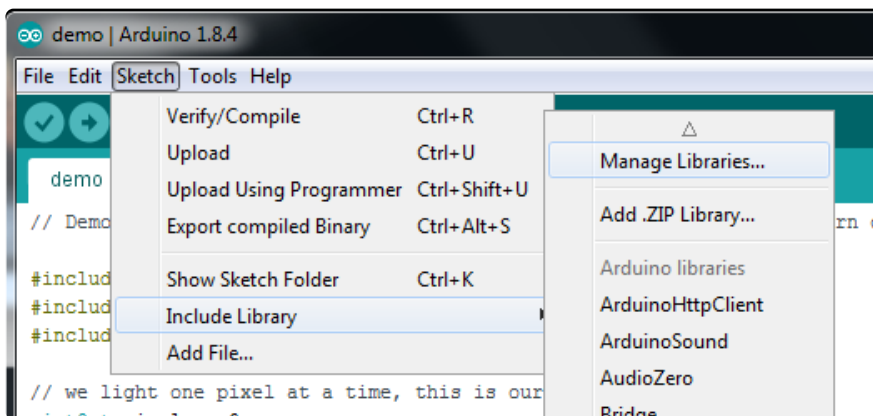 demo | Arduino 1.8.4
File Edit Sketch Tools Help
Verify/Compile Ctrl+R
Upload Ctrl+U
Upload Using Programmer Ctrl+Shift+U
Export compiled Binary Ctrl+Alt+S
Show Sketch Folder Ctrl+K
Include Library
Add File...
Manage Libraries...
Add .ZIP Library...
Arduino libraries
ArduinoHttpClient
ArduinoSound
AudioZero
Bridge
demo
// Demo
#includ
#includ
#includ
// we light one pixel at a time, this is our